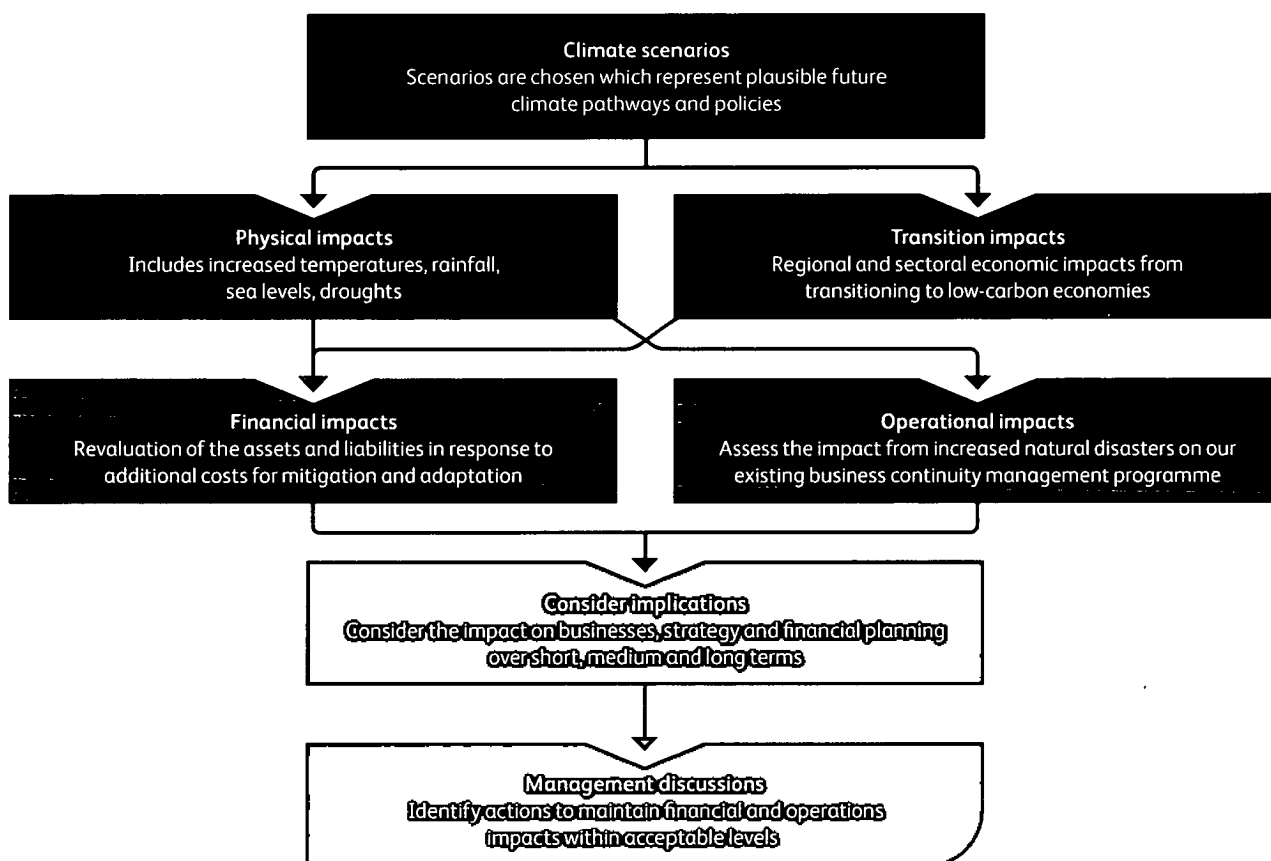 Climate scenarios
Scenarios are chosen which represent plausible future
climate pathways and policies
Physical impacts
Includes increased temperatures, rainfall,
sea levels, droughts
Transition impacts
Regional and sectoral economic impacts from
transitioning to low-carbon economies
Financial impacts
Revaluation of the assets and liabilities in response to
additional costs for mitigation and adaptation
Operational impacts
Assess the impact from increased natural disasters on our
existing business continuity management programme
Consider implications
Consider the impact on businesses, strategy and financial planning
over short, medium and long terms
Management discussions
Identify actions to maintain financial and operations
impacts within acceptable levels